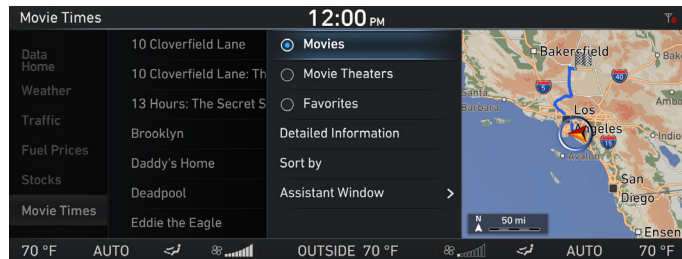 Movie Times
12:00 PM
Data
Home
Weather
Traffic
Fuel Prices
Stocks
Movie Times
10 Cloverfield Lane
10 Cloverfield Lane: Th
13 Hours: The Secret S
Brooklyn
Daddy's Home
Deadpool
Eddie the Eagle
Movies
Movie Theaters
Favorites
Detailed Information
Sort by
Assistant Window
Bakersfield
Bak
5
40
Santa
Barbara
Ambo
Los
Angeles
15
Indio
Avalon
San
Diego
N
50 mi
Ensen
70 °F
AUTO
OUTSIDE 70 °F
AUTO
70 °F